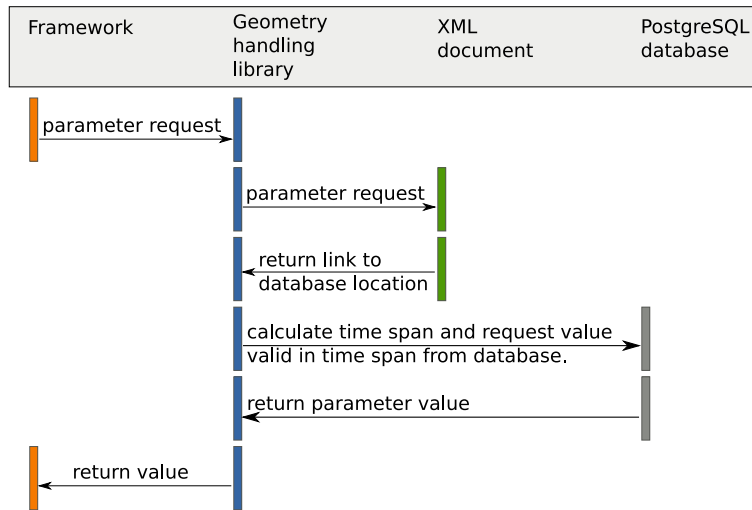 Framework
Geometry
handling
library
XML
document
PostgreSQL
database
parameter request
parameter request
return link to
database location
calculate time span and request value
valid in time span from database.
return parameter value
return value